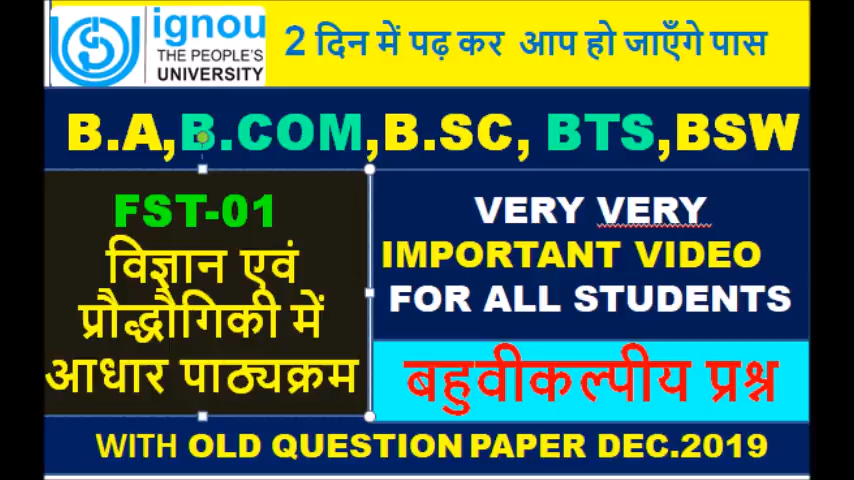 ignou
THE PEOPLE'S
UNIVERSITY
2 दिन में पढ़ कर आप हो जाएँगे पास
B.A,B.COM,B.SC, BTS,BSW
FST-01
विज्ञान एवं
प्रौद्धौगिकी में
आधार पाठ्यक्रम
VERY VERY
IMPORTANT VIDEO
FOR ALL STUDENTS
बहुवीकल्पीय प्रश्न
WITH OLD QUESTION PAPER DEC.2019